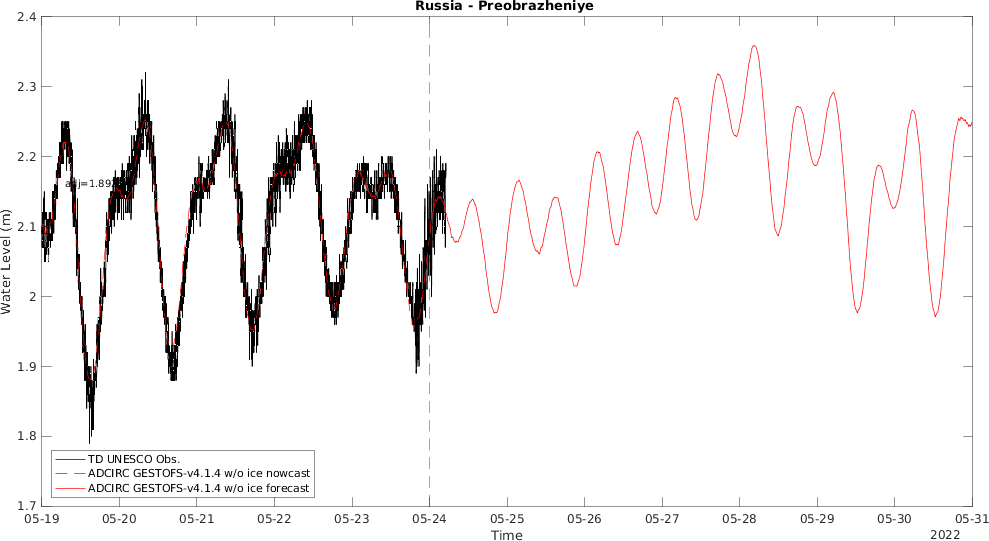 Russia - Preobrazheniye
2.4
2.3
2.2
2.1
2
1.9
1.8
1.7
Water Level (m)
TD UNESCO Obs.
ADCIRC GESTOFS-v4.1.4 w/o ice nowcast
ADCIRC GESTOFS-v4.1.4 w/o ice forecast
05-19 05-20 05-21 05-22 05-23 05-24 05-25 05-26 05-27 05-28 05-29 05-30 05-31
Time
2022